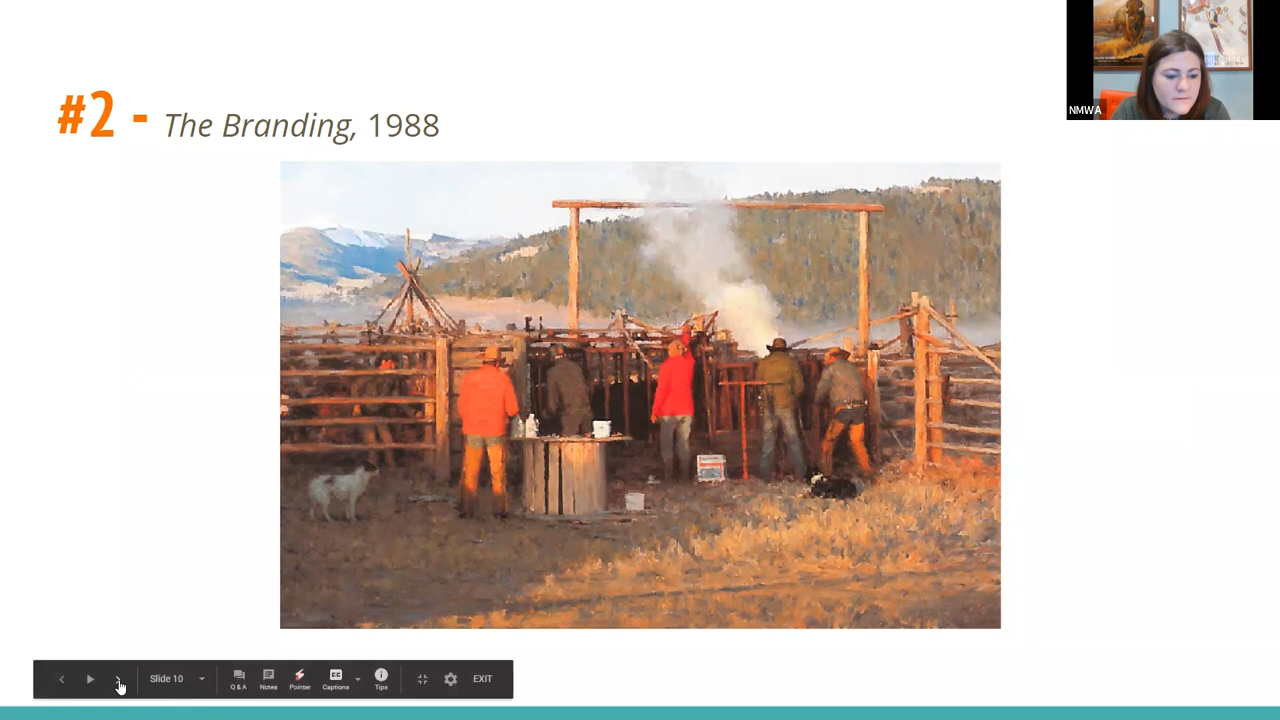 #2 - The Branding, 1988
NMWA
Slide 10
Q & A
Notes
Pointer
Captions
Tips
EXIT